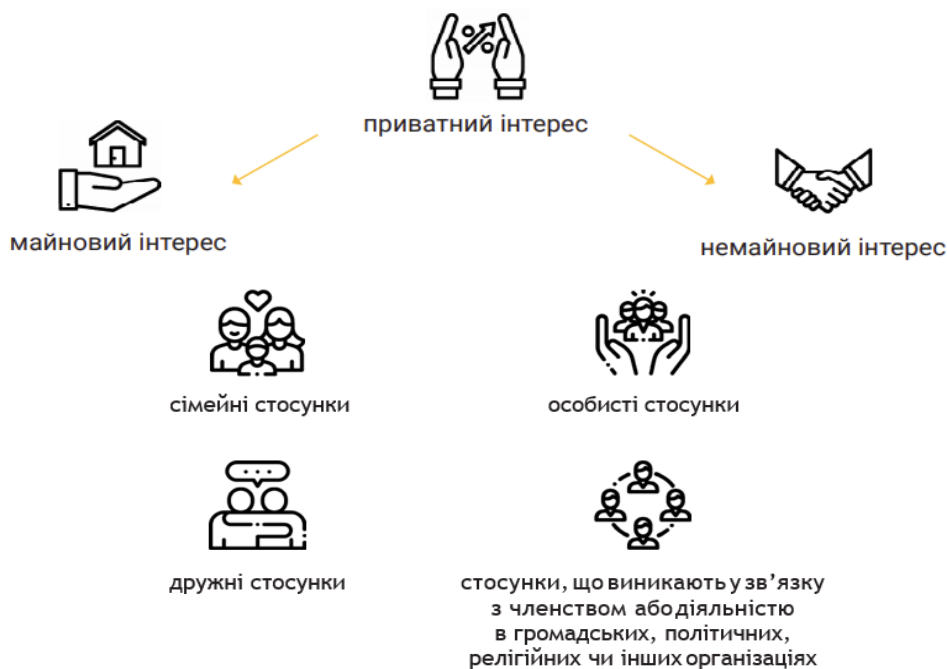 приватний інтерес
майновий інтерес
немайновий інтерес
сімейні стосунки
особисті стосунки
дружні стосунки
стосунки, що виникають у зв’язку
з членством або діяльністю
в громадських, політичних,
релігійних чи інших організаціях